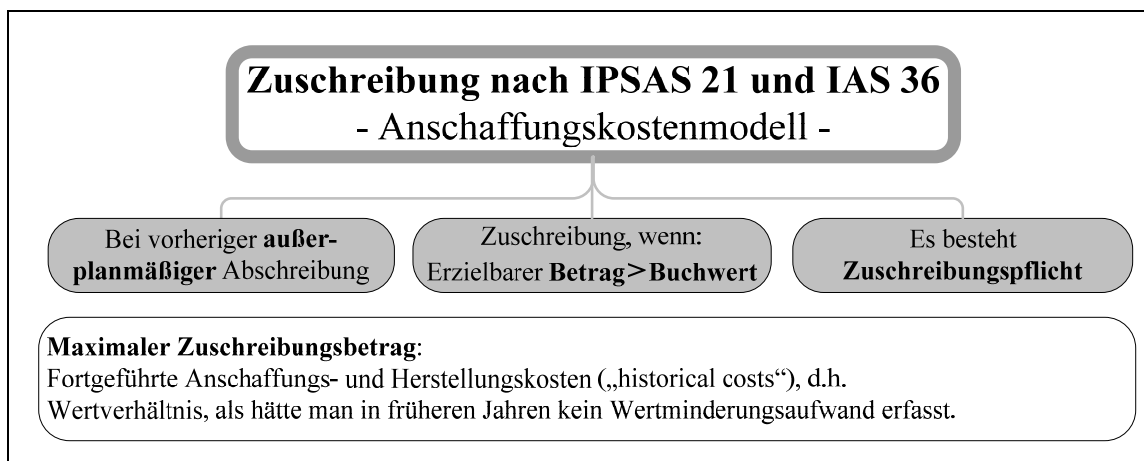 Zuschreibung nach IPSAS 21 und IAS 36
- Anschaffungskostenmodell -
Bei vorheriger außer-
planmäßiger Abschreibung
Zuschreibung, wenn:
Erzielbarer Betrag > Buchwert
Es besteht
Zuschreibungspflicht
Maximaler Zuschreibungsbetrag:
Fortgeführte Anschaffungs- und Herstellungskosten („historical costs“), d.h.
Wertverhältnis, als hätte man in früheren Jahren kein Wertminderungsaufwand erfasst.